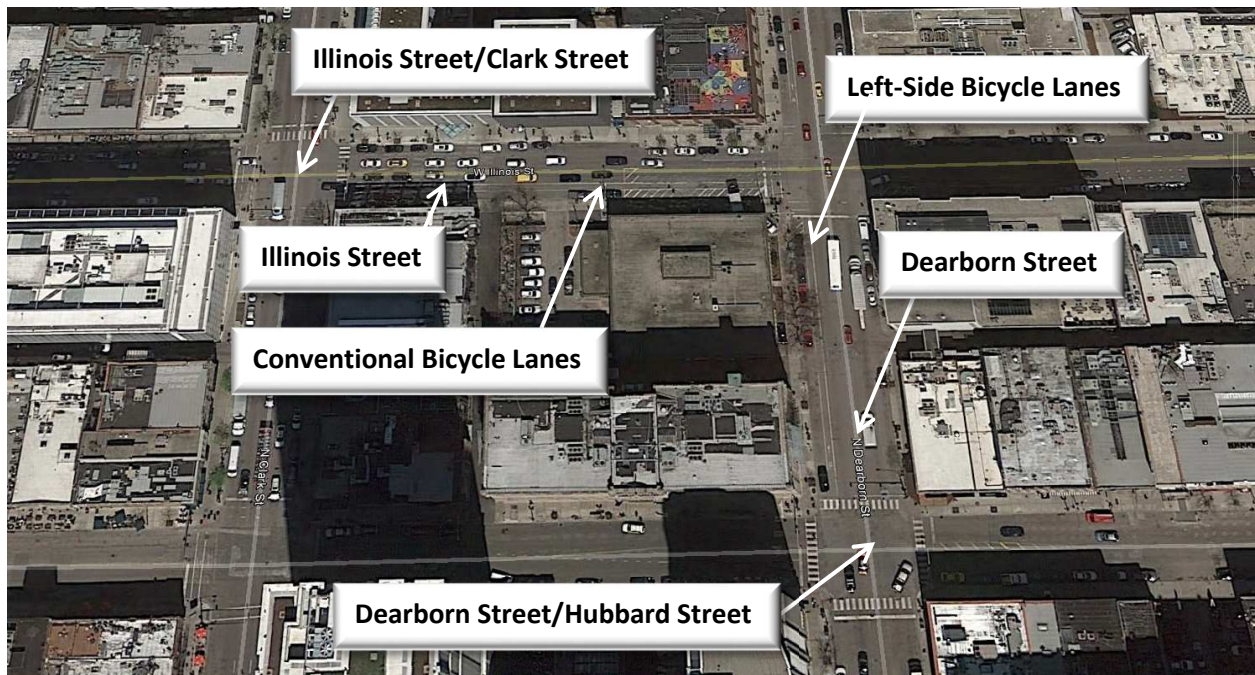 Illinois Street/Clark Street
Left-Side Bicycle Lanes
W Illinois St
Illinois Street
Dearborn Street
Conventional Bicycle Lanes
N Clark St
N Dearborn St
Dearborn Street/Hubbard Street